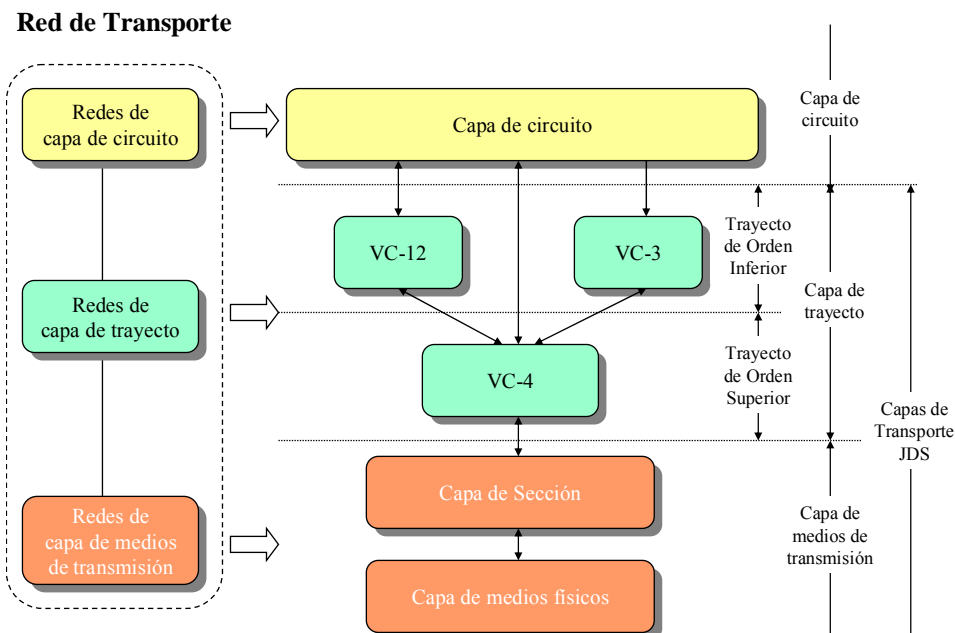 Red de Transporte
Redes de
capa de circuito
Redes de
capa de trayecto
Redes de
capa de medios
de transmisión
Capa de circuito
VC-12
VC-3
VC-4
Capa de Sección
Capa de medios físicos
Trayecto
de Orden
Inferior
Trayecto
de Orden
Superior
Capa de
circuito
Capa de
trayecto
Capa de
medios de
transmisión
Capas de
Transporte
JDS